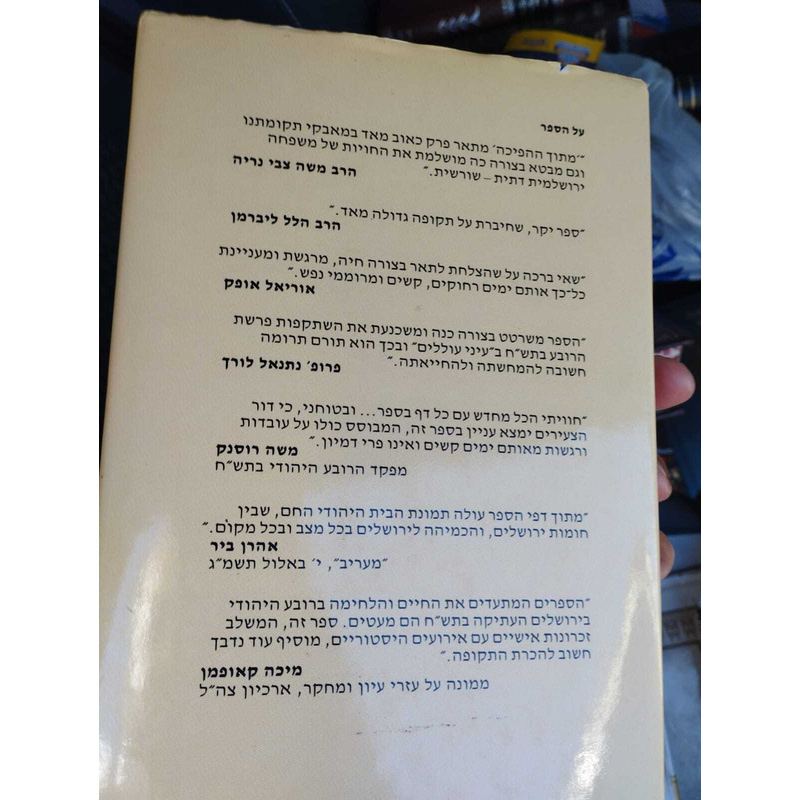 על הספר
"׳מתוך ההפיכה׳ מתאר פרק כאוב מאד במאבקי תקומתנו
וגם מבטא בצורה כה מושלמת את החויות של משפחה
ירושלמית דתית – שורשית."
הרב משה צבי נריה
"ספר יקר, שחיברת על תקופה גדולה מאד."
הרב הלל ליברמן
"שאי ברכה על שהצלחת לתאר בצורה חיה, מרגשת ומעניינת
כל־כך אותם ימים רחוקים, קשים ומרוממי נפש."
אוריאל אופק
"הספר משרטט בצורה כנה ומשכנעת את השתקפות פרשת
הרובע בתש״ח ב״עיני עוללים״ ובכך הוא תורם תרומה
חשובה להמחשתה ולהחייאתה."
פרופ׳ נתנאל לורך
"חוויתי הכל מחדש עם כל דף בספר... ובטוחני, כי דור
הצעירים ימצא עניין בספר זה, המבוסס כולו על עובדות
ורגשות מאותם ימים קשים ואינו פרי דמיון."
משה רוסנק
מפקד הרובע היהודי בתש״ח
"מתוך דפי הספר עולה תמונת הבית היהודי החם, שבין
חומות ירושלים, והכמיהה לירושלים בכל מצב ובכל מקום."
אהרן ביר
"מעריב", י׳ באלול תשמ״ג
"הספרים המתעדים את החיים והלחימה ברובע היהודי
בירושלים העתיקה בתש״ח הם מעטים. ספר זה, המשלב
זכרונות אישיים עם אירועים היסטוריים, מוסיף עוד נדבך
חשוב להכרת התקופה."
מיכה קאופמן
ממונה על עזרי עיון ומחקר, ארכיון צה״ל